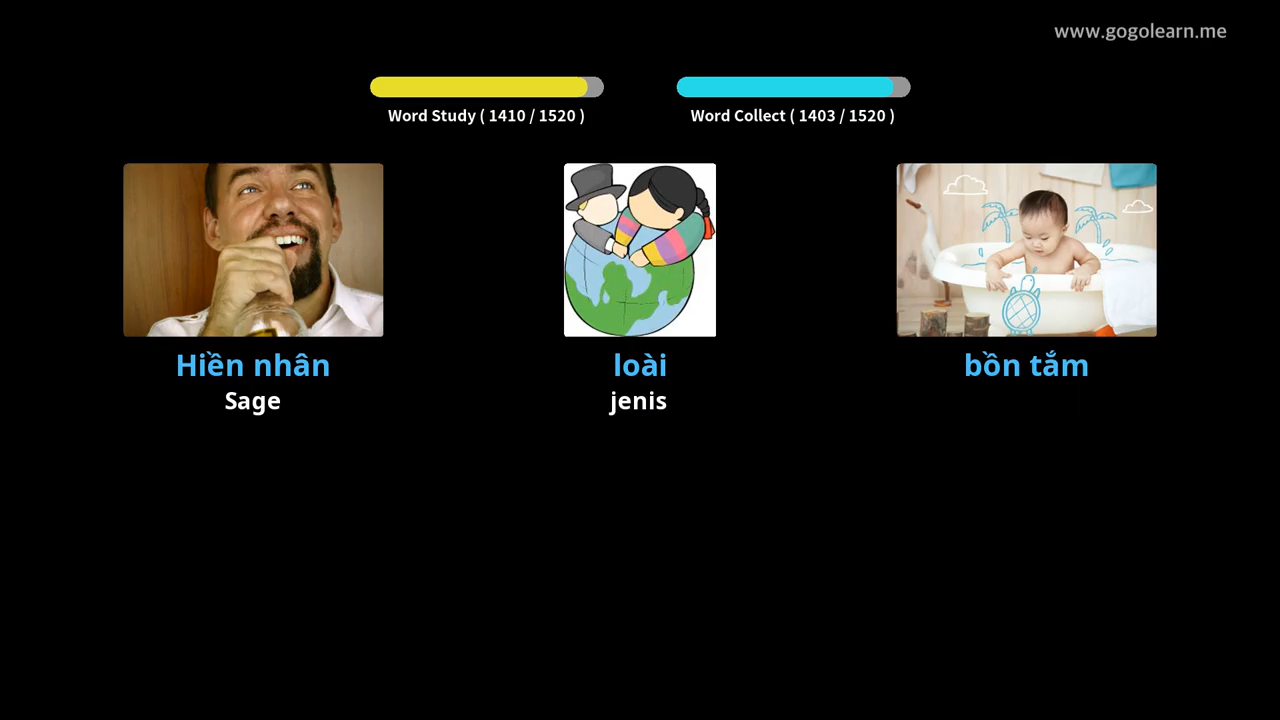 www.gogolearn.me
Word Study ( 1410 / 1520 )
Word Collect ( 1403 / 1520 )
Hiền nhân
Sage
loài
jenis
bồn tắm